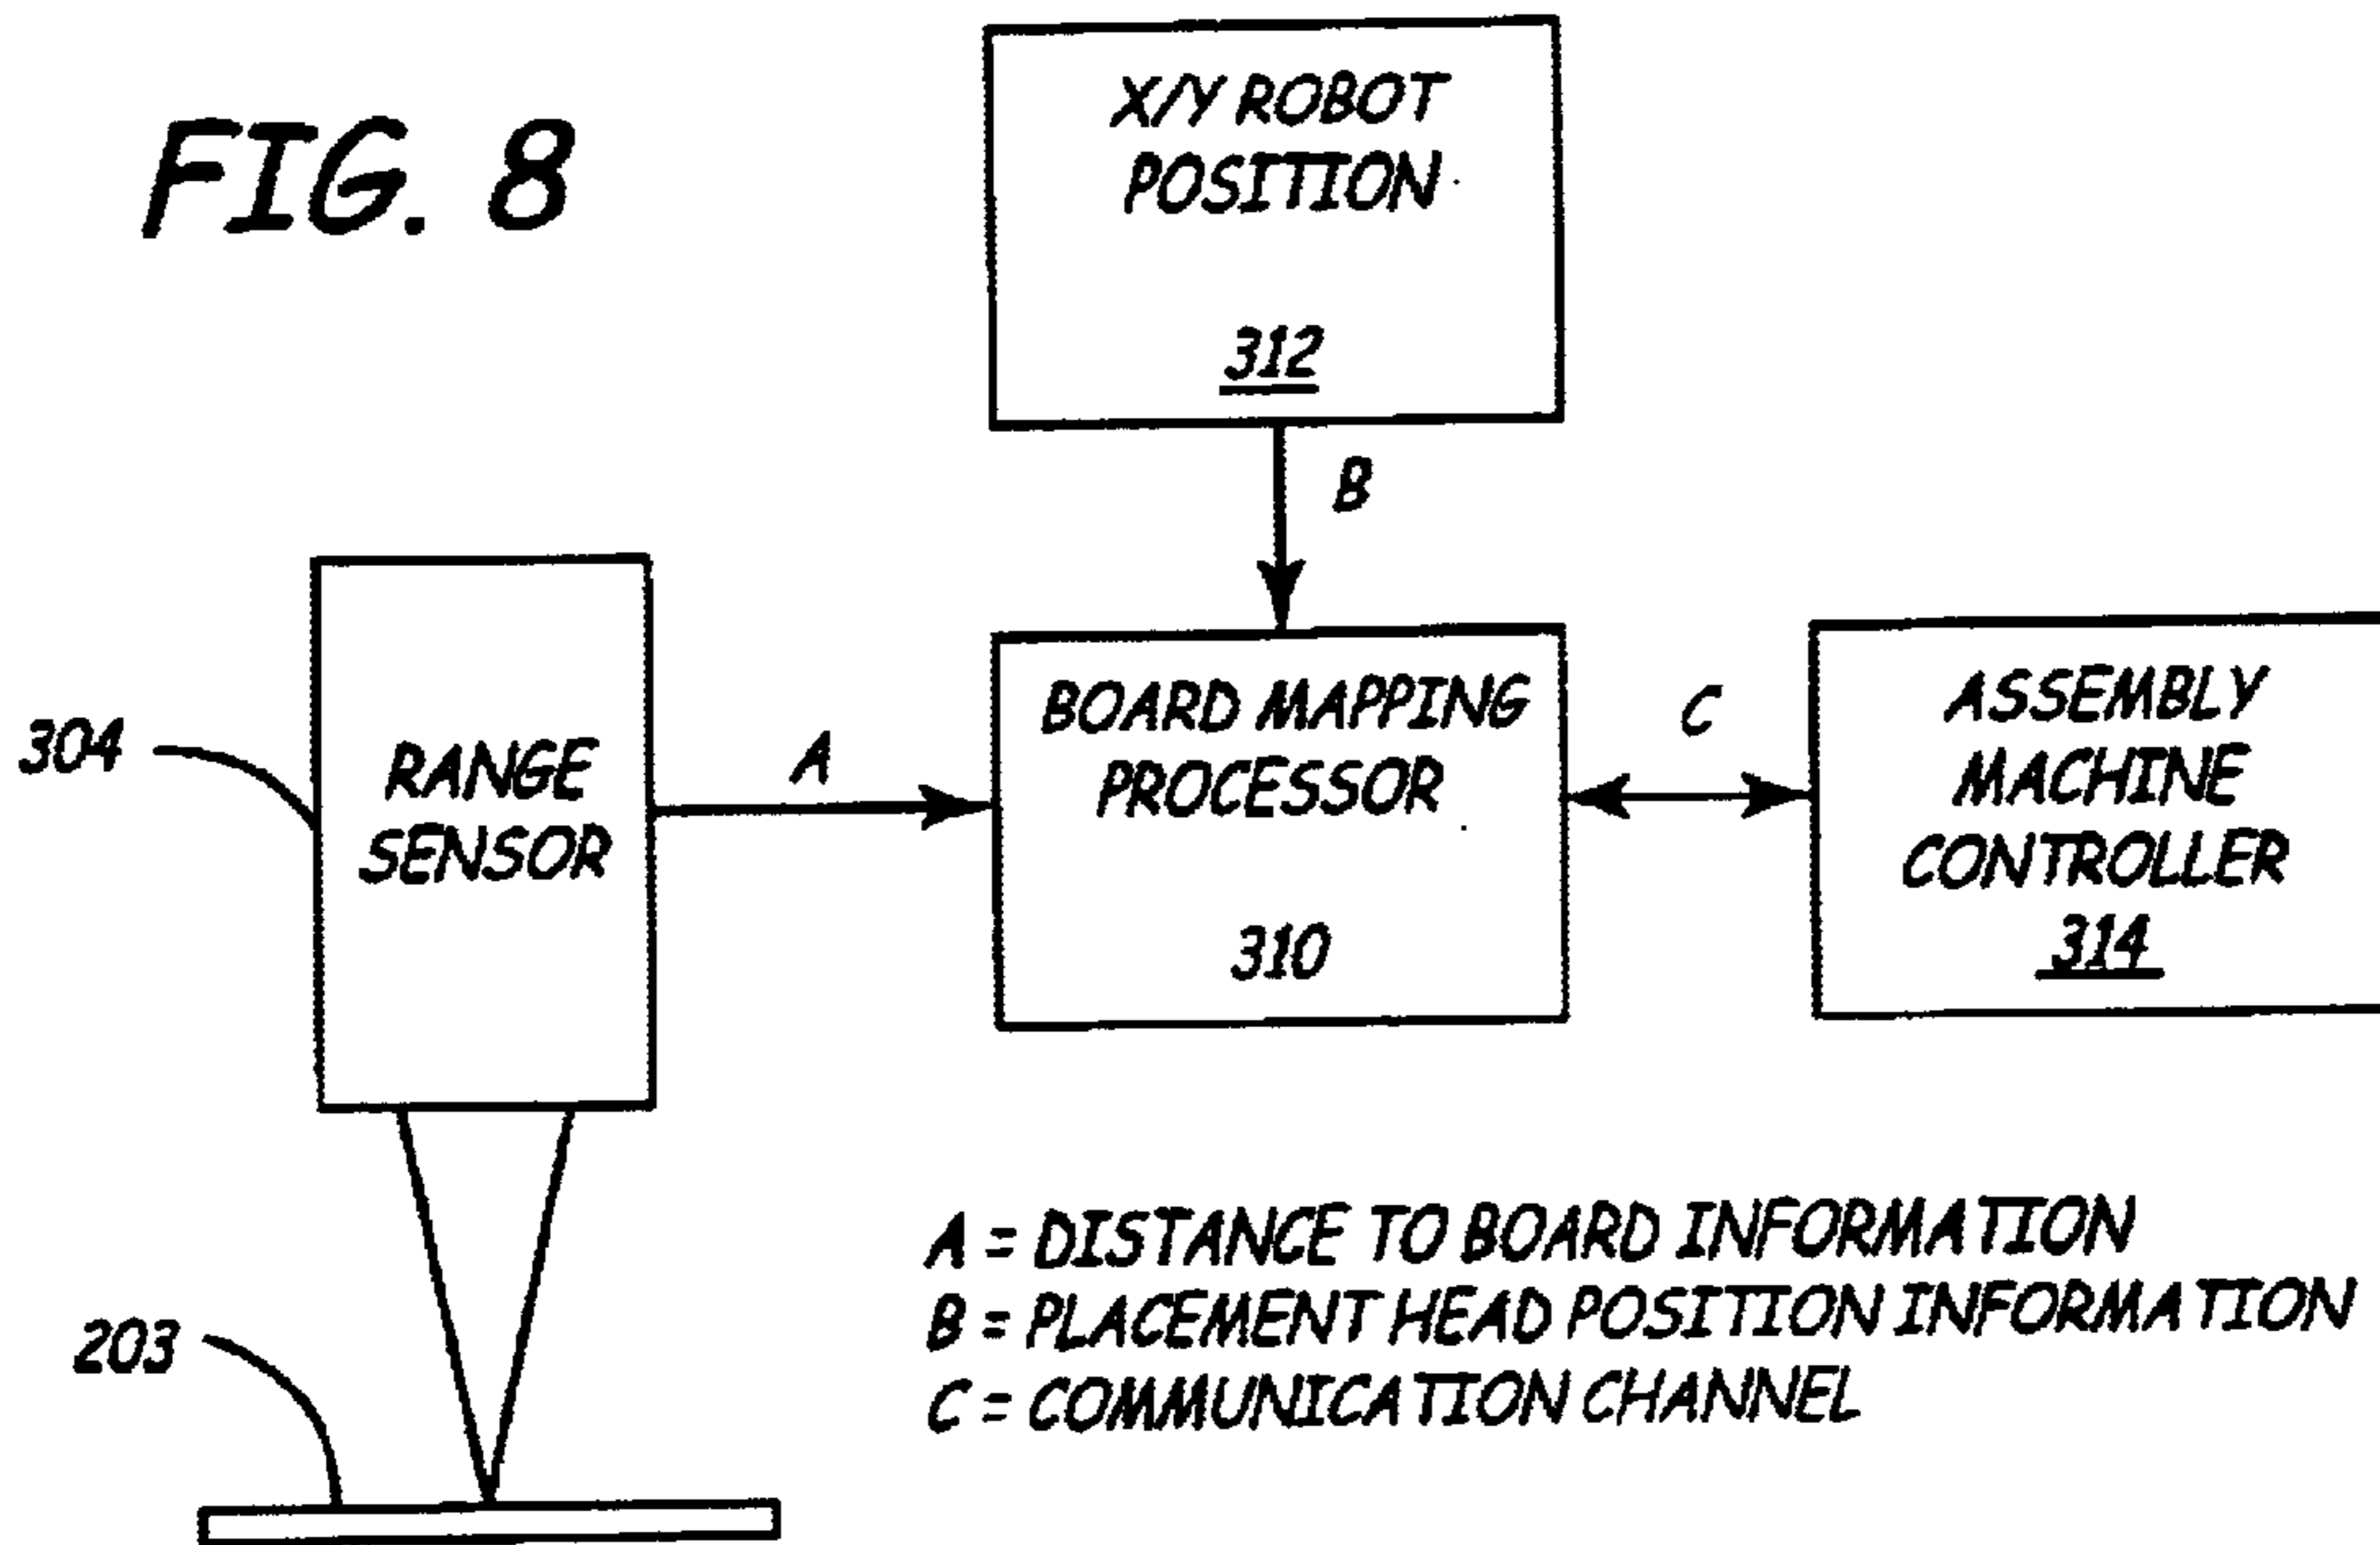 FIG. 8
X/Y ROBOT
POSITION
312
B
304
RANGE
SENSOR
A
BOARD MAPPING
PROCESSOR
310
C
ASSEMBLY
MACHINE
CONTROLLER
314
203
A = DISTANCE TO BOARD INFORMATION
B = PLACEMENT HEAD POSITION INFORMATION
C = COMMUNICATION CHANNEL